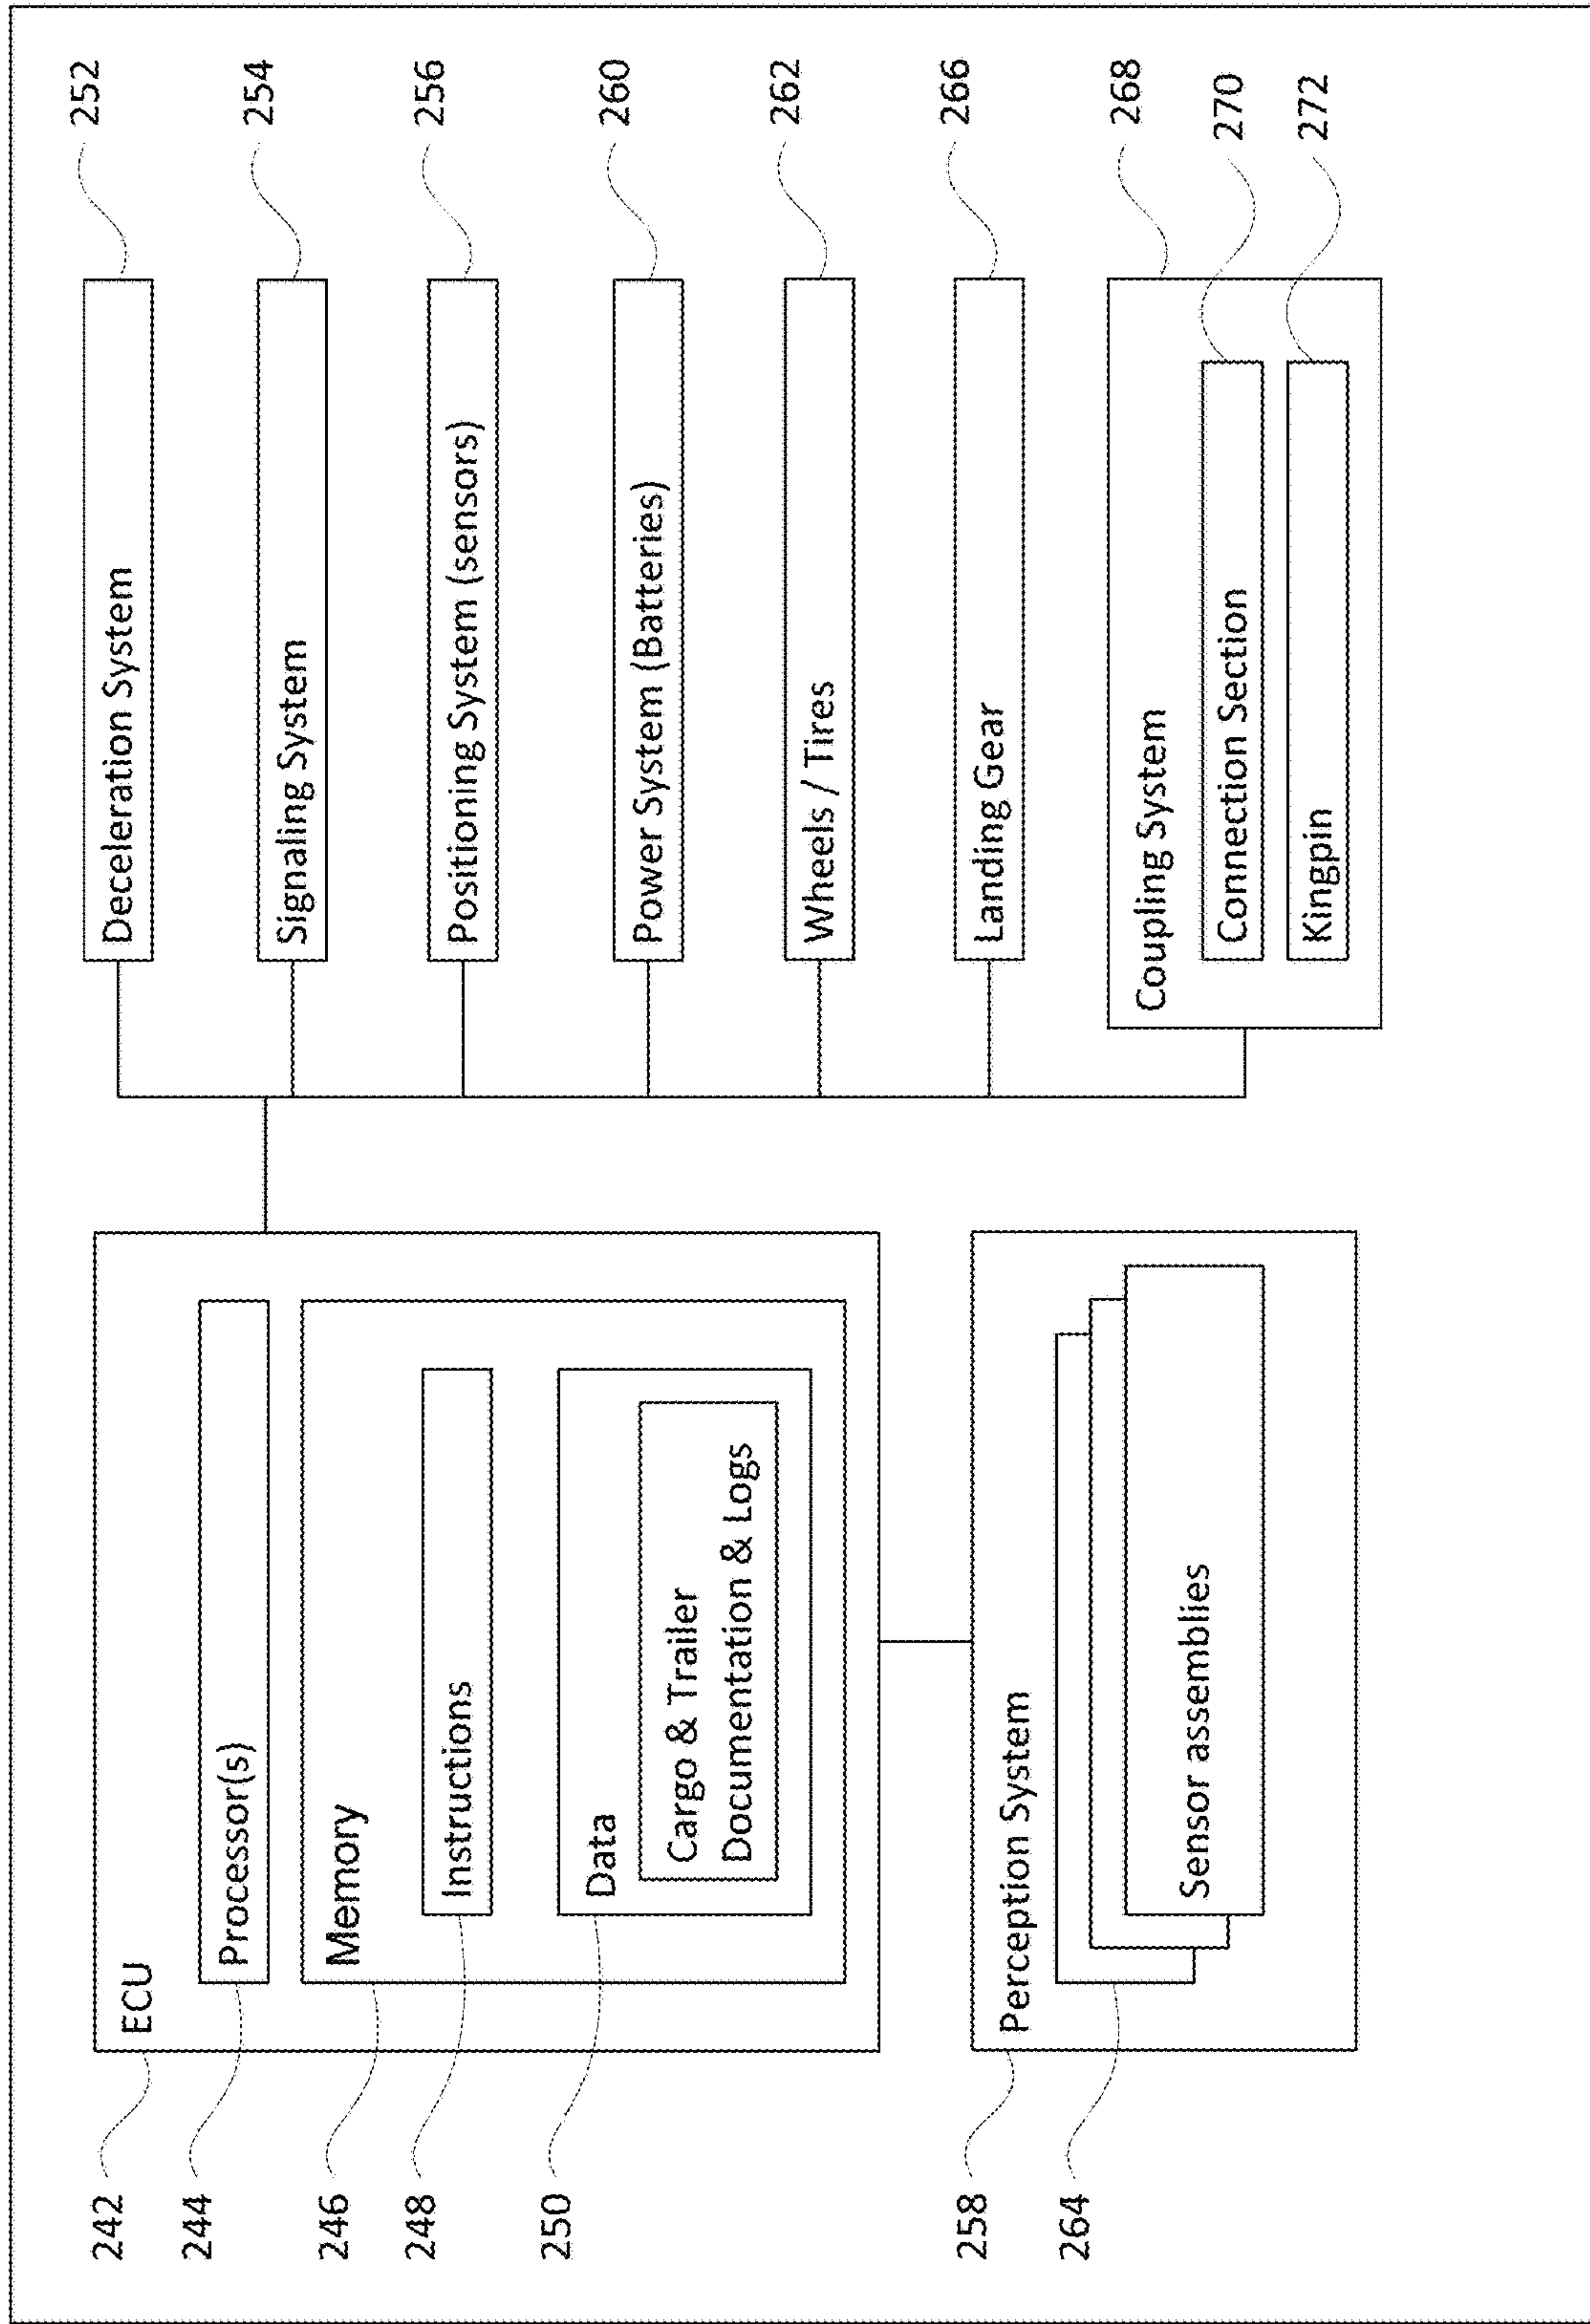 242
ECU
244
Processor(s)
246
Memory
248
Instructions
250
Data
Cargo & Trailer
Documentation & Logs
258
Perception System
264
Sensor assemblies
Deceleration System
252
Signaling System
254
Positioning System (sensors)
256
Power System (Batteries)
260
Wheels / Tires
262
Landing Gear
266
Coupling System
268
Connection Section
270
Kingpin
272